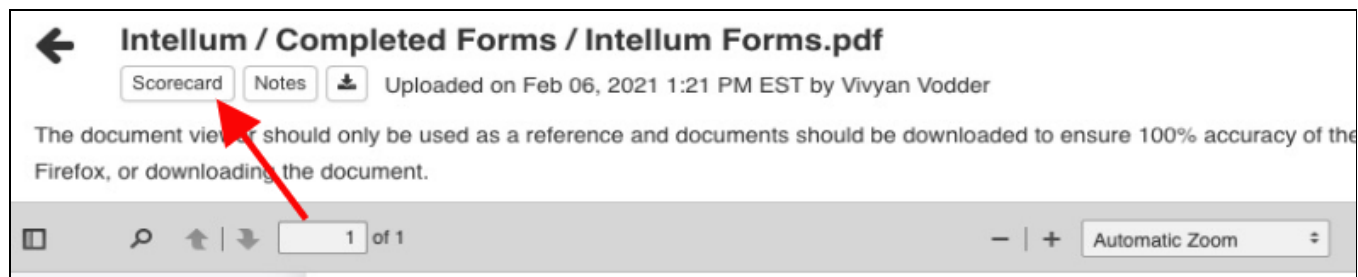 Intellum / Completed Forms / Intellum Forms.pdf
Scorecard Notes Uploaded on Feb 06, 2021 1:21 PM EST by Vivyan Vodder
The document viewer should only be used as a reference and documents should be downloaded to ensure 100% accuracy of the
Firefox, or downloading the document.
1 of 1 Automatic Zoom